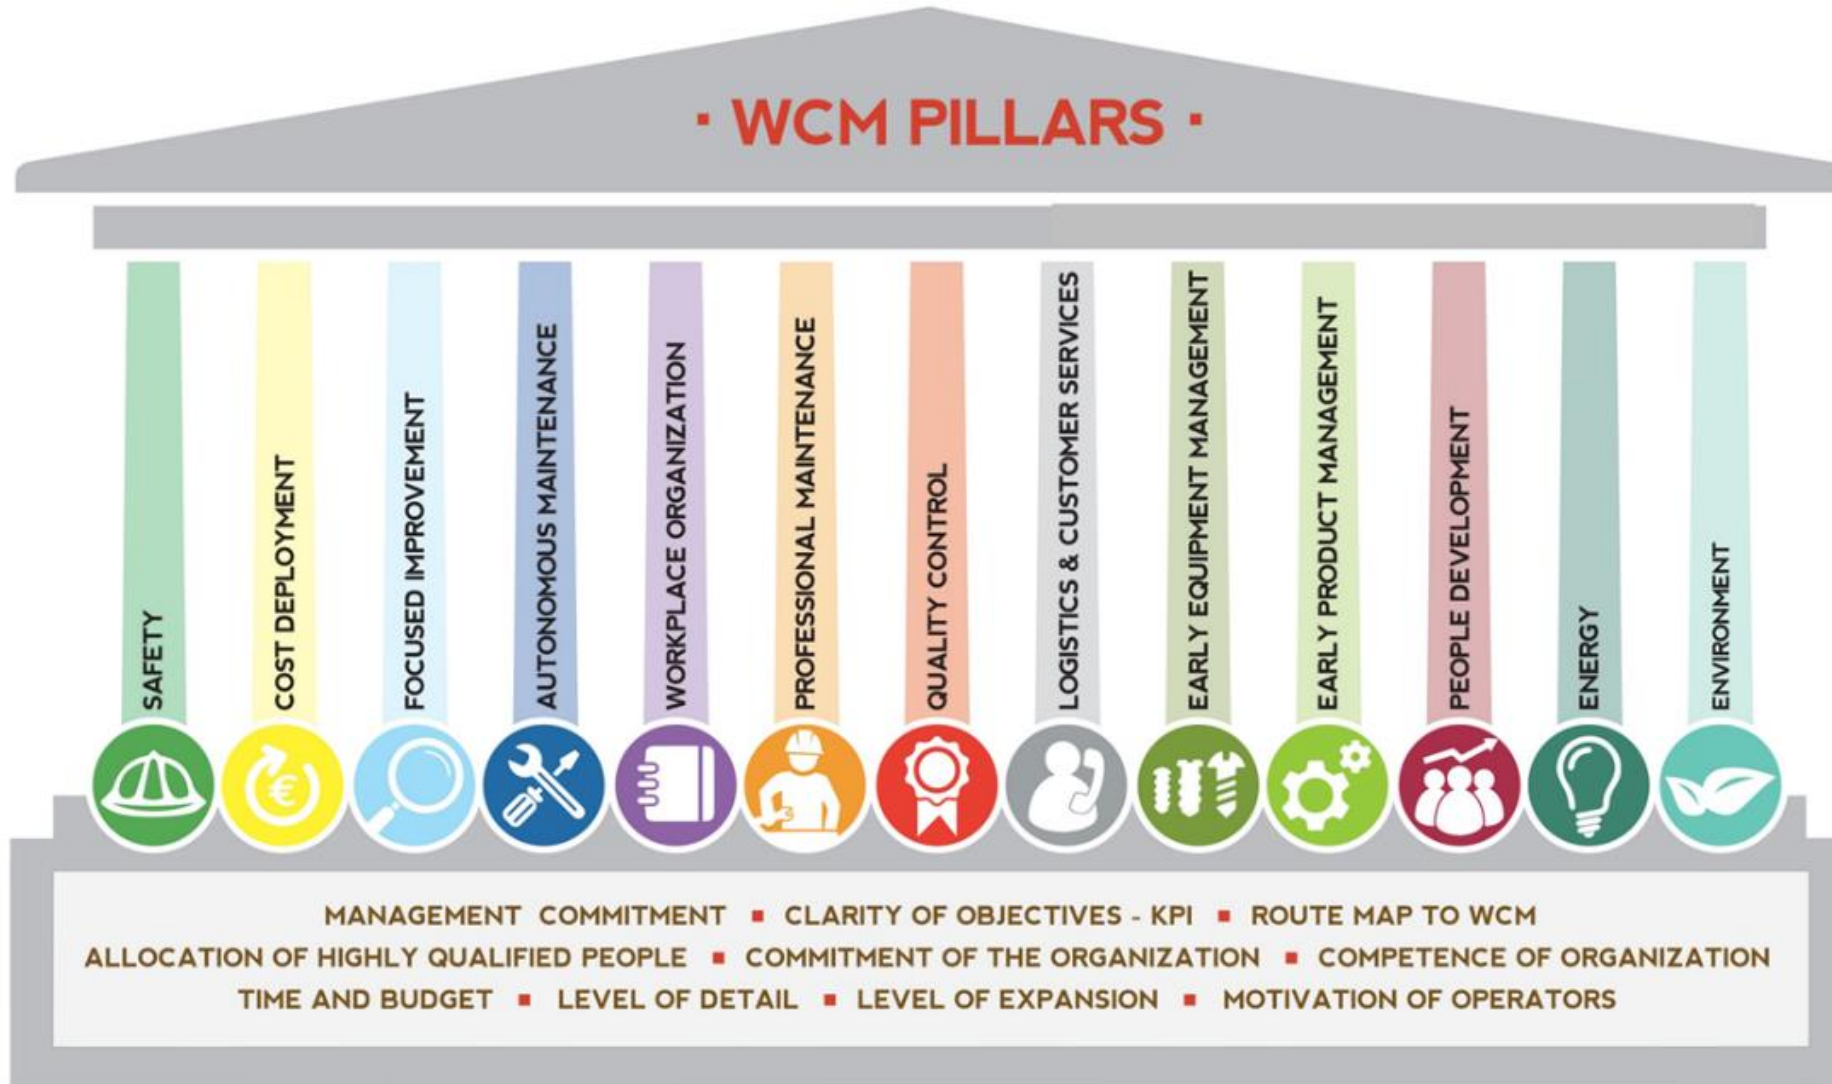 · WCM PILLARS ·
SAFETY
COST DEPLOYMENT
FOCUSED IMPROVEMENT
AUTONOMOUS MAINTENANCE
WORKPLACE ORGANIZATION
PROFESSIONAL MAINTENANCE
QUALITY CONTROL
LOGISTICS & CUSTOMER SERVICES
EARLY EQUIPMENT MANAGEMENT
EARLY PRODUCT MANAGEMENT
PEOPLE DEVELOPMENT
ENERGY
ENVIRONMENT
€
MANAGEMENT COMMITMENT ▪ CLARITY OF OBJECTIVES - KPI ▪ ROUTE MAP TO WCM
ALLOCATION OF HIGHLY QUALIFIED PEOPLE ▪ COMMITMENT OF THE ORGANIZATION ▪ COMPETENCE OF ORGANIZATION
TIME AND BUDGET ▪ LEVEL OF DETAIL ▪ LEVEL OF EXPANSION ▪ MOTIVATION OF OPERATORS